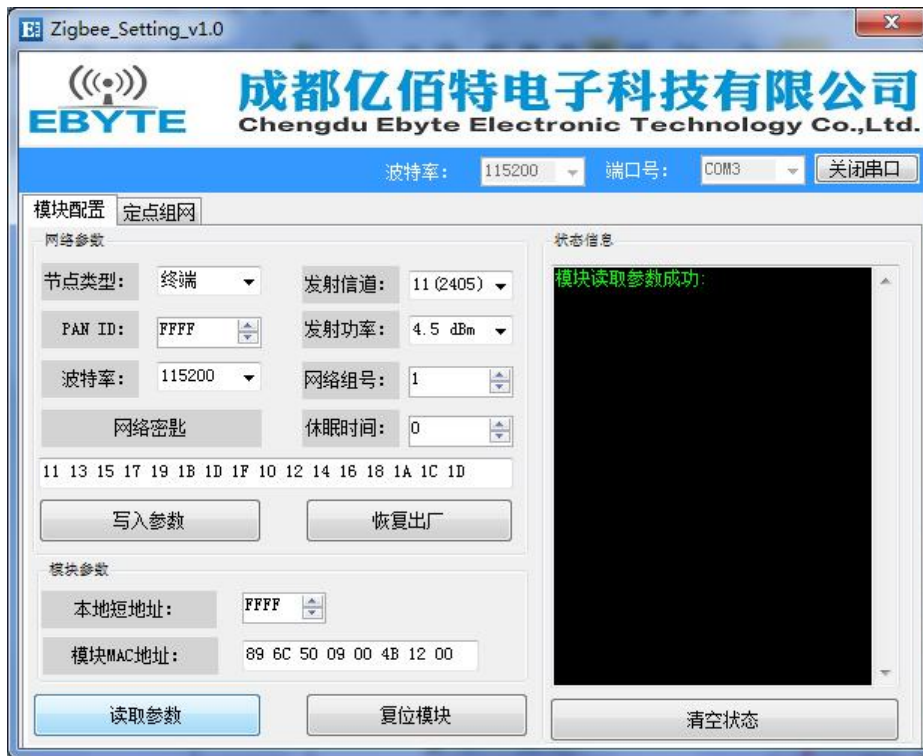 Zigbee_Setting_v1.0
EBYTE
成都亿佰特电子科技有限公司
Chengdu Ebyte Electronic Technology Co.,Ltd.
波特率: 115200 端口号: COM3 关闭串口
模块配置 定点组网
网络参数
节点类型: 终端 发射信道: 11(2405)
PAN ID: FFFF 发射功率: 4.5 dBm
波特率: 115200 网络组号: 1
网络密匙 休眠时间: 0
11 13 15 17 19 1B 1D 1F 10 12 14 16 18 1A 1C 1D
写入参数 恢复出厂
模块参数
本地短地址: FFFF
模块MAC地址: 89 6C 50 09 00 4B 12 00
读取参数 复位模块
状态信息
模块读取参数成功:
清空状态